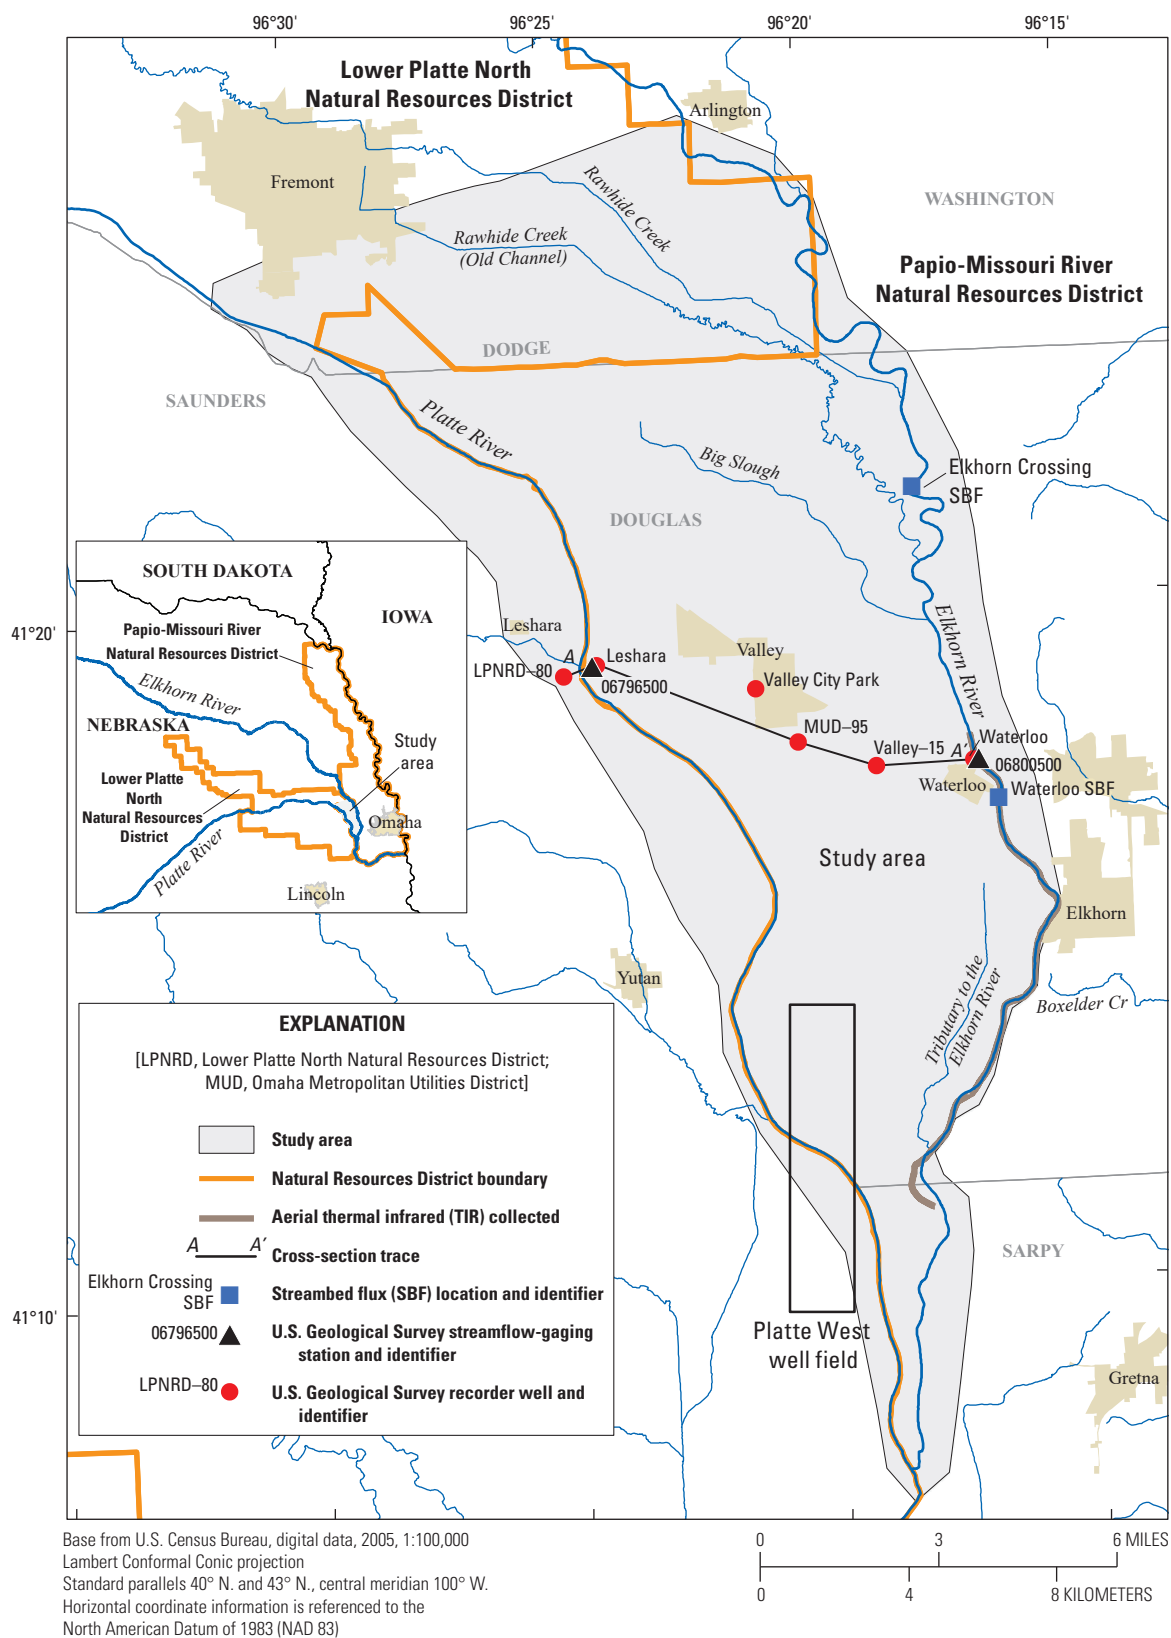 96°30'
96°25'
96°20'
96°15'
Lower Platte North
Natural Resources District
Arlington
Fremont
Rawhide Creek
WASHINGTON
Rawhide Creek
(Old Channel)
Papio-Missouri River
Natural Resources District
DODGE
SAUNDERS
Platte River
Big Slough
Elkhorn Crossing
SBF
DOUGLAS
41°20'
SOUTH DAKOTA
IOWA
Papio-Missouri River
Natural Resources District
Elkhorn River
NEBRASKA
Study
area
Lower Platte
North
Natural Resources
District
Omaha
Platte River
Lincoln
Leshara
A
Leshara
LPNRD–80
06796500
Valley
Valley City Park
MUD–95
Elkhorn River
Valley–15
A'
Waterloo
06800500
Waterloo
Waterloo SBF
Study area
Elkhorn
Yutan
Tributary to the
Elkhorn River
Boxelder Cr
EXPLANATION
[LPNRD, Lower Platte North Natural Resources District;
MUD, Omaha Metropolitan Utilities District]
Study area
Natural Resources District boundary
Aerial thermal infrared (TIR) collected
A A' Cross-section trace
Elkhorn Crossing
SBF
Streambed flux (SBF) location and identifier
06796500
U.S. Geological Survey streamflow-gaging
station and identifier
LPNRD–80
U.S. Geological Survey recorder well and
identifier
SARPY
41°10'
Platte West
well field
Gretna
Base from U.S. Census Bureau, digital data, 2005, 1:100,000
Lambert Conformal Conic projection
Standard parallels 40° N. and 43° N., central meridian 100° W.
Horizontal coordinate information is referenced to the
North American Datum of 1983 (NAD 83)
0 3 6 MILES
0 4 8 KILOMETERS